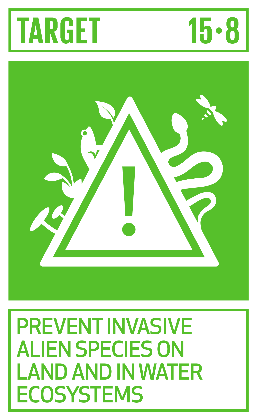 TARGET 15·8
!
PREVENT INVASIVE
ALIEN SPECIES ON
LAND AND IN WATER
ECOSYSTEMS